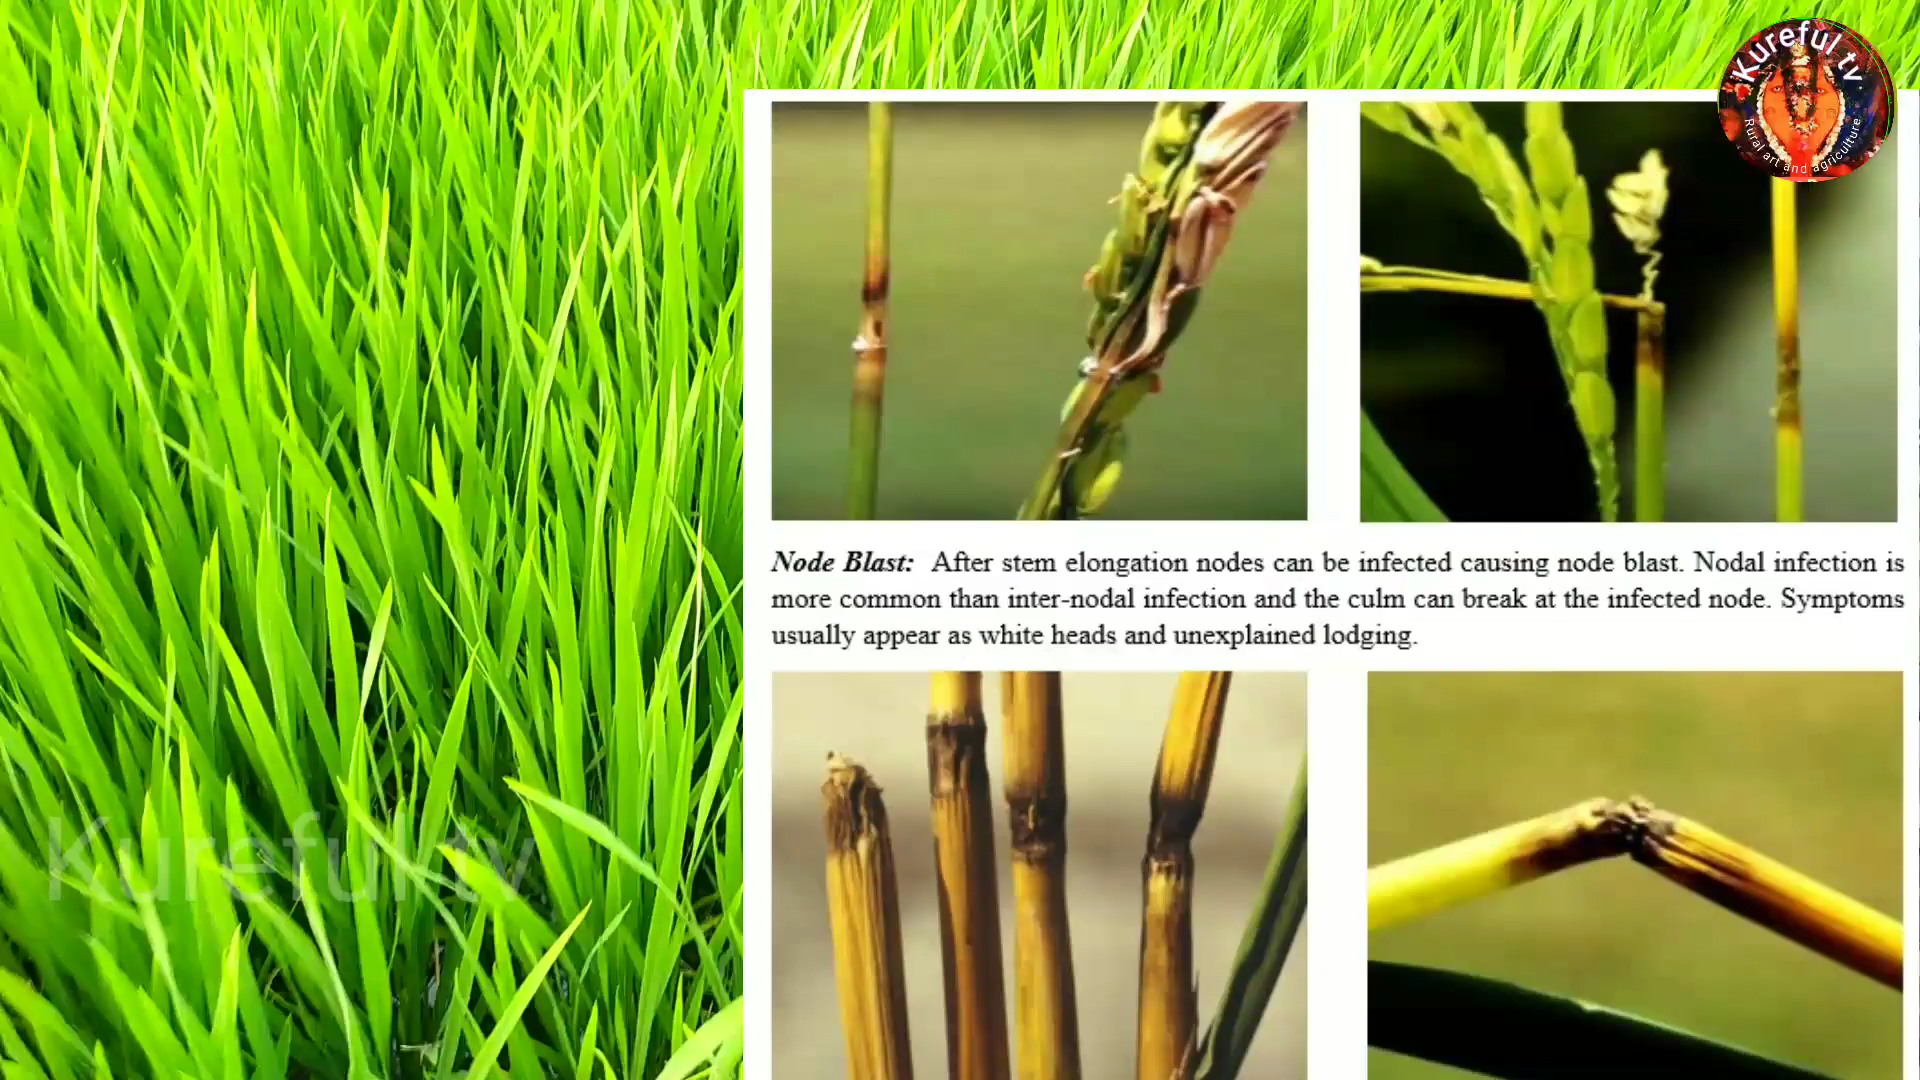 Kureful tv
Rural art and agriculture
Node Blast: After stem elongation nodes can be infected causing node blast. Nodal infection is
more common than inter-nodal infection and the culm can break at the infected node. Symptoms
usually appear as white heads and unexplained lodging.
Kureful tv